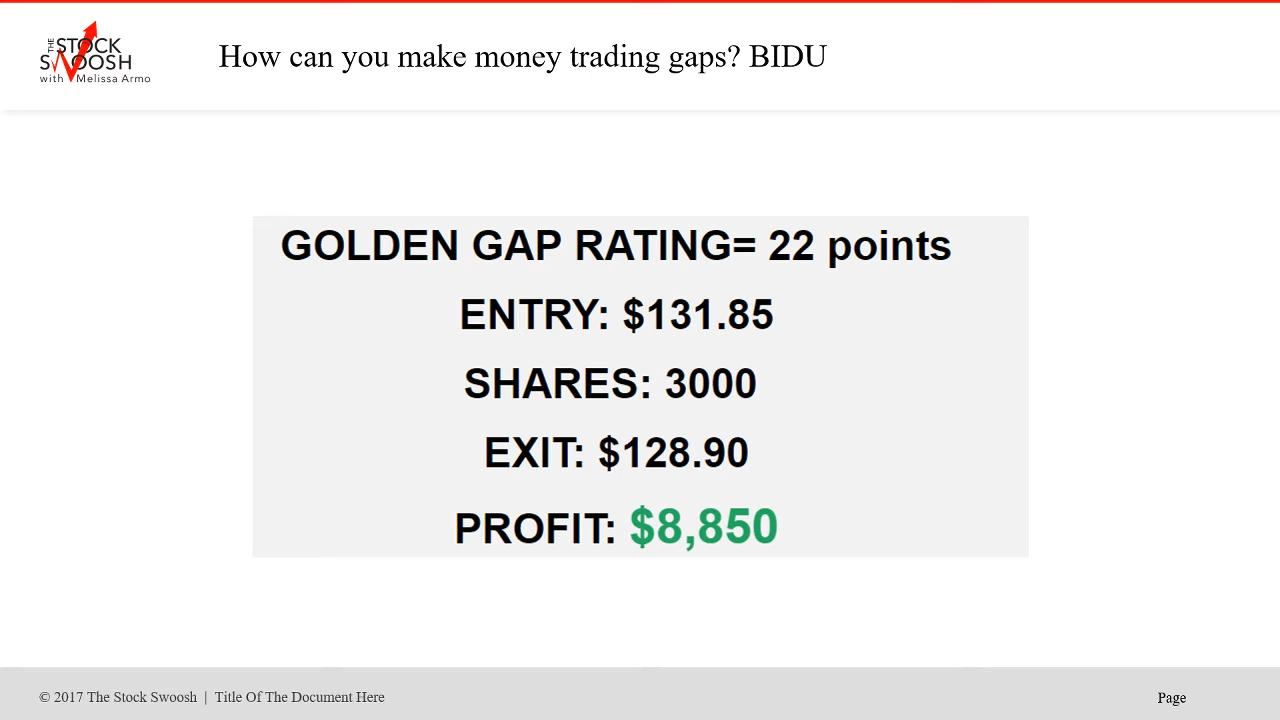 THE
STOCK
SWOOSH
with Melissa Armo
How can you make money trading gaps? BIDU
GOLDEN GAP RATING= 22 points
ENTRY: $131.85
SHARES: 3000
EXIT: $128.90
PROFIT: $8,850
© 2017 The Stock Swoosh | Title Of The Document Here
Page